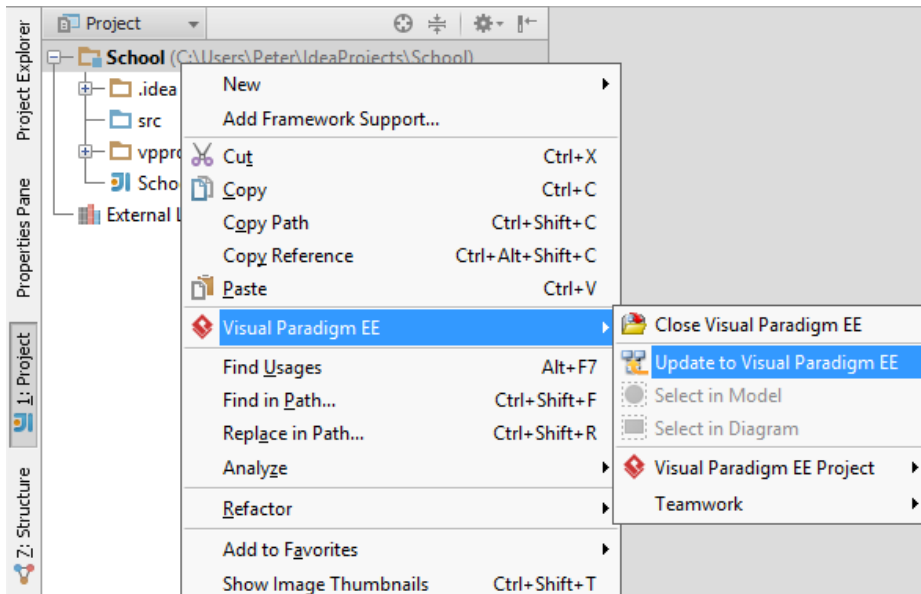 Project
School (C:\Users\Peter\IdeaProjects\School)
.idea
src
vppro
Scho
External L
Project Explorer
Properties Pane
1: Project
7: Structure
New
Add Framework Support...
Cut Ctrl+X
Copy Ctrl+C
Copy Path Ctrl+Shift+C
Copy Reference Ctrl+Alt+Shift+C
Paste Ctrl+V
Visual Paradigm EE
Find Usages Alt+F7
Find in Path... Ctrl+Shift+F
Replace in Path... Ctrl+Shift+R
Analyze
Refactor
Add to Favorites
Show Image Thumbnails Ctrl+Shift+T
Close Visual Paradigm EE
Update to Visual Paradigm EE
Select in Model
Select in Diagram
Visual Paradigm EE Project
Teamwork